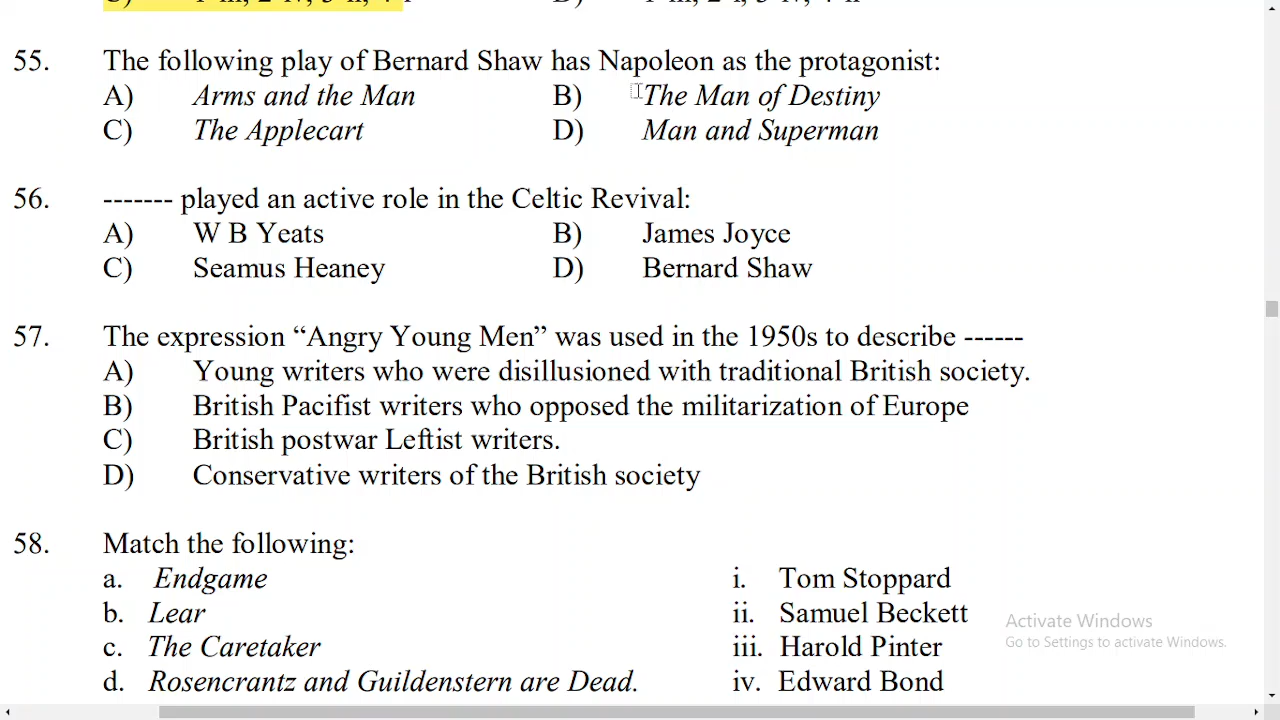 55. The following play of Bernard Shaw has Napoleon as the protagonist:
A) Arms and the Man B) The Man of Destiny
C) The Applecart D) Man and Superman
56. ------- played an active role in the Celtic Revival:
A) W B Yeats B) James Joyce
C) Seamus Heaney D) Bernard Shaw
57. The expression “Angry Young Men” was used in the 1950s to describe ------
A) Young writers who were disillusioned with traditional British society.
B) British Pacifist writers who opposed the militarization of Europe
C) British postwar Leftist writers.
D) Conservative writers of the British society
58. Match the following:
a. Endgame i. Tom Stoppard
b. Lear ii. Samuel Beckett
c. The Caretaker iii. Harold Pinter
d. Rosencrantz and Guildenstern are Dead. iv. Edward Bond
Activate Windows
Go to Settings to activate Windows.